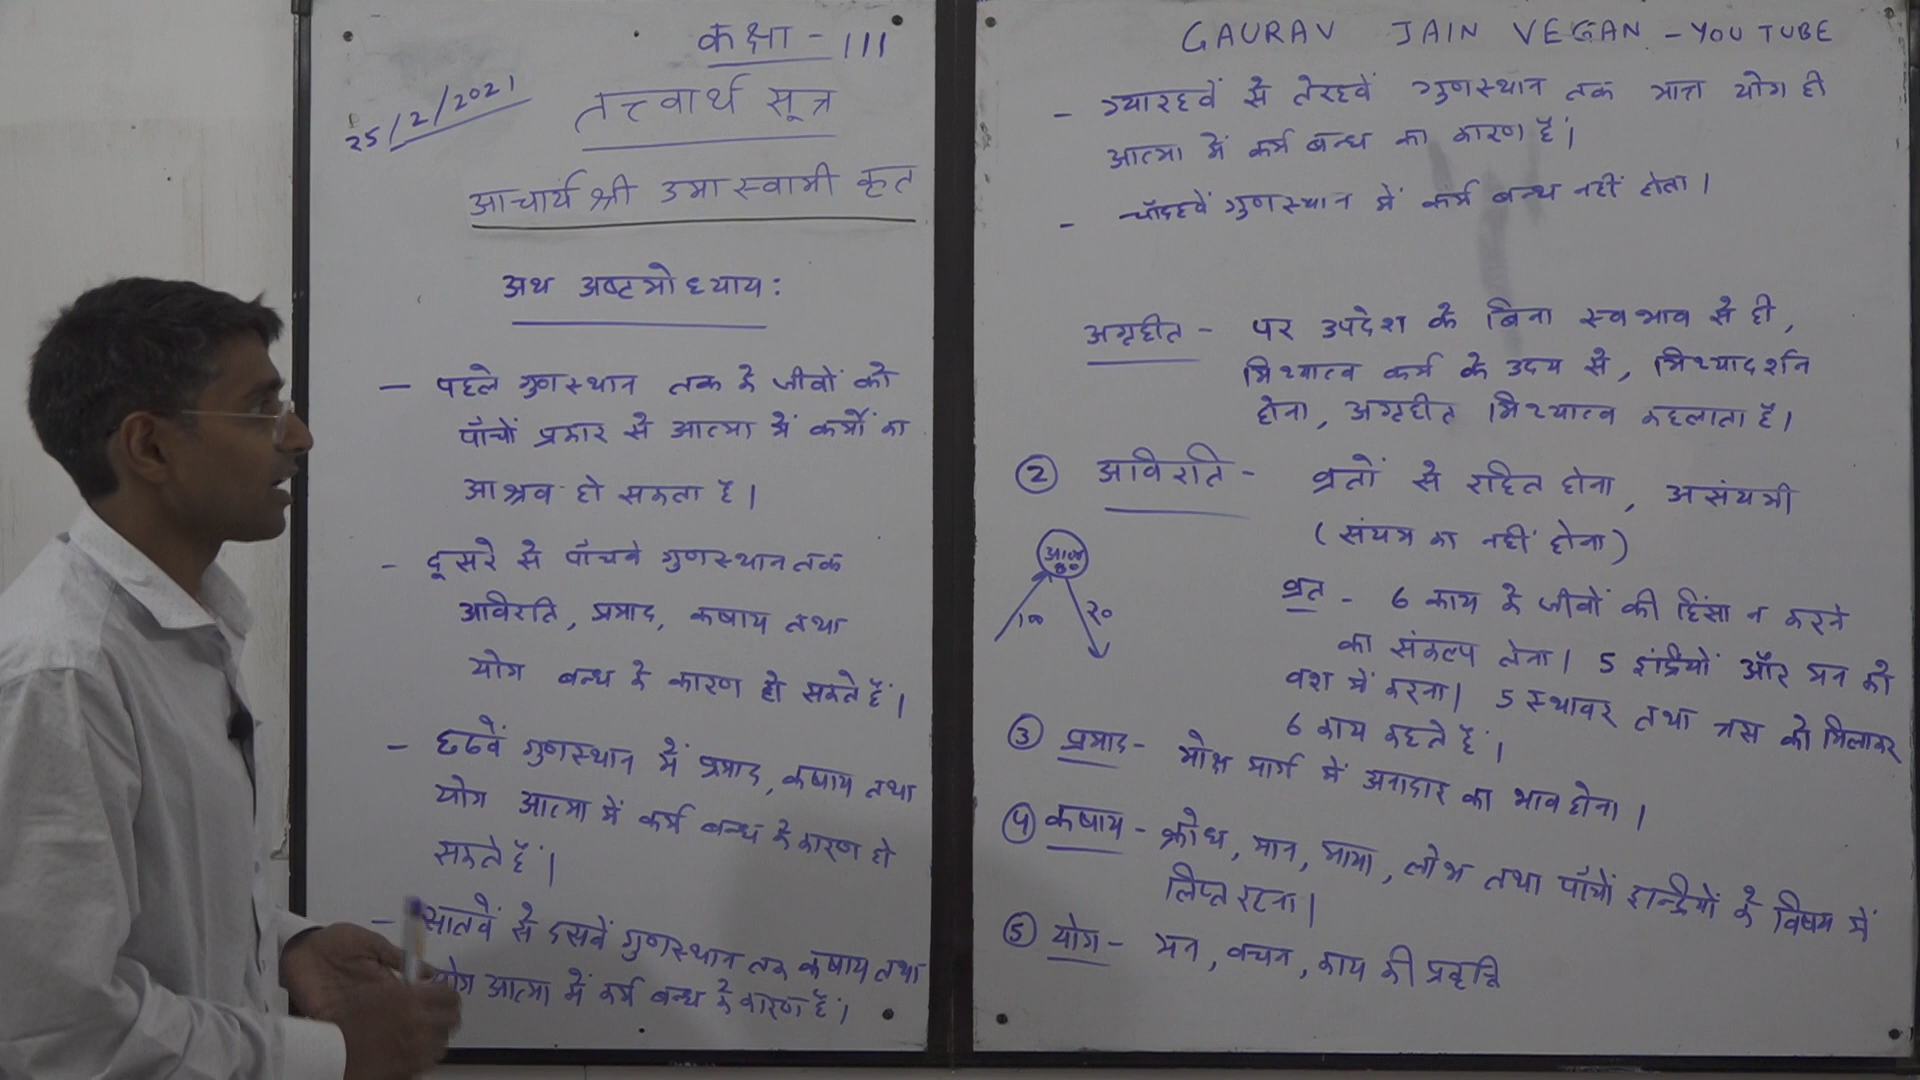 कक्षा - 111
25/2/2021
तत्त्वार्थ सूत्र
आचार्य श्री उमास्वामी कृत
अथ अष्टमोध्याय:
- पहले गुणस्थान तक के जीवों को
पाँचों प्रकार से आत्मा में कर्मों का
आश्रव हो सकता है।
- दूसरे से पाँचवे गुणस्थान तक
अविरति, प्रमाद, कषाय तथा
योग बन्ध के कारण हो सकते हैं।
- छठवें गुणस्थान में प्रमाद, कषाय तथा
योग आत्मा में कर्म बन्ध के कारण हो
सकते हैं।
- सातवें से दसवें गुणस्थान तक कषाय तथा
योग आत्मा में कर्म बन्ध के कारण हैं।
GAURAV JAIN VEGAN - YOUTUBE
- ग्यारहवें से तेरहवें गुणस्थान तक मात्र योग ही
आत्मा में कर्म बन्ध का कारण है।
- चौदहवें गुणस्थान में कर्म बन्ध नहीं होता।
अगृहीत - पर उपदेश के बिना स्वभाव से ही,
मिथ्यात्व कर्म के उदय से, मिथ्यादर्शन
होना, अगृहीत मिथ्यात्व कहलाता है।
② अविरति - व्रतों से रहित होना, असंयमी
(संयम का नहीं होना)
100 20
80
व्रत - 6 काय के जीवों की हिंसा न करने
का संकल्प लेना। 5 इंद्रियों और मन को
वश में करना। 5 स्थावर तथा त्रस को मिलाकर
6 काय कहते हैं।
③ प्रमाद - मोक्ष मार्ग में अनादार का भाव होना।
④ कषाय - क्रोध, मान, माया, लोभ तथा पाँचों इन्द्रियों के विषय में
लिप्त रहना।
⑤ योग - मन, वचन, काय की प्रवृत्ति